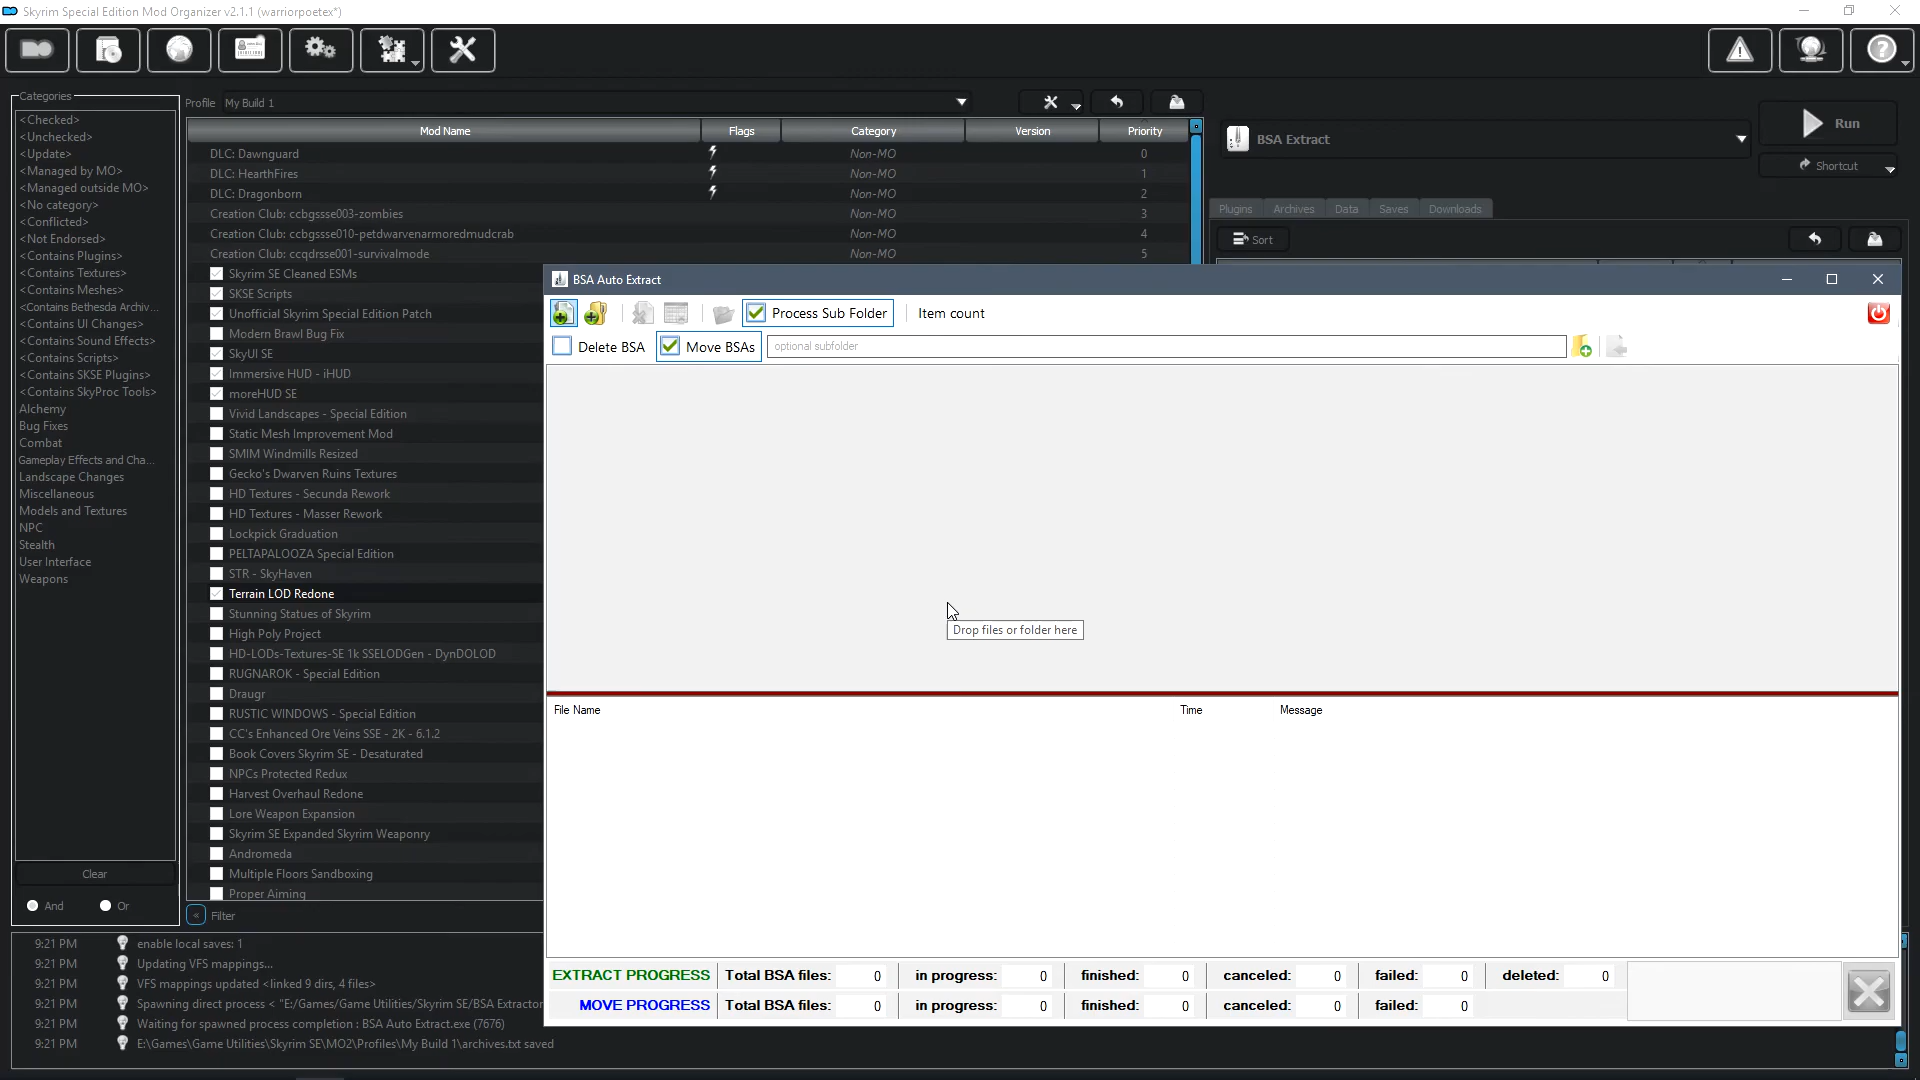 Skyrim Special Edition Mod Organizer v2.1.1 (warriorpoetex*)
Categories
<Checked>
<Unchecked>
<Update>
<Managed by MO>
<Managed outside MO>
<No category>
<Conflicted>
<Not Endorsed>
<Contains Plugins>
<Contains Textures>
<Contains Meshes>
<Contains Bethesda Archiv...
<Contains UI Changes>
<Contains Sound Effects>
<Contains Scripts>
<Contains SKSE Plugins>
<Contains SkyProc Tools>
Alchemy
Bug Fixes
Combat
Gameplay Effects and Cha...
Landscape Changes
Miscellaneous
Models and Textures
NPC
Stealth
User Interface
Weapons
Clear
And Or
Profile My Build 1
Mod Name Flags Category Version Priority
DLC: Dawnguard Non-MO 0
DLC: HearthFires Non-MO 1
DLC: Dragonborn Non-MO 2
Creation Club: ccbgssse003-zombies Non-MO 3
Creation Club: ccbgssse010-petdwarvenarmoredmudcrab Non-MO 4
Creation Club: ccqdrsse001-survivalmode Non-MO 5
Skyrim SE Cleaned ESMs
SKSE Scripts
Unofficial Skyrim Special Edition Patch
Modern Brawl Bug Fix
SkyUI SE
Immersive HUD - iHUD
moreHUD SE
Vivid Landscapes - Special Edition
Static Mesh Improvement Mod
SMIM Windmills Resized
Gecko's Dwarven Ruins Textures
HD Textures - Secunda Rework
HD Textures - Masser Rework
Lockpick Graduation
PELTAPALOOZA Special Edition
STR - SkyHaven
Terrain LOD Redone
Stunning Statues of Skyrim
High Poly Project
HD-LODs-Textures-SE 1k SSELODGen - DynDOLOD
RUGNAROK - Special Edition
Draugr
RUSTIC WINDOWS - Special Edition
CC's Enhanced Ore Veins SSE - 2K - 6.1.2
Book Covers Skyrim SE - Desaturated
NPCs Protected Redux
Harvest Overhaul Redone
Lore Weapon Expansion
Skyrim SE Expanded Skyrim Weaponry
Andromeda
Multiple Floors Sandboxing
Proper Aiming
« Filter
BSA Extract
Run
Shortcut
Plugins Archives Data Saves Downloads
Sort
BSA Auto Extract
Process Sub Folder Item count
Delete BSA Move BSAs optional subfolder
Drop files or folder here
File Name Time Message
EXTRACT PROGRESS Total BSA files: 0 in progress: 0 finished: 0 canceled: 0 failed: 0 deleted: 0
MOVE PROGRESS Total BSA files: 0 in progress: 0 finished: 0 canceled: 0 failed: 0
9:21 PM enable local saves: 1
9:21 PM Updating VFS mappings...
9:21 PM VFS mappings updated <linked 9 dirs, 4 files>
9:21 PM Spawning direct process < "E:/Games/Game Utilities/Skyrim SE/BSA Extractor
9:21 PM Waiting for spawned process completion : BSA Auto Extract.exe (7676)
9:21 PM E:\Games\Game Utilities\Skyrim SE\MO2\Profiles\My Build 1\archives.txt saved